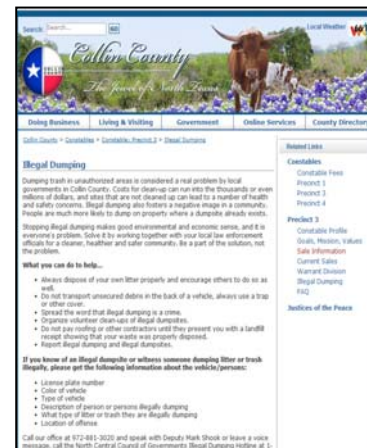 Search Search... GO
Local Weather
Collin County
The Jewel of North Texas
Doing Business Living & Visiting Government Online Services County Director
Collin County > Constables > Constable, Precinct 3 > Illegal Dumping
Illegal Dumping
Dumping trash in unauthorized areas is considered a real problem by local
governments in Collin County. Costs for clean-up can run into the thousands or even
millions of dollars, and sites that are not cleaned up can lead to a number of health
and safety concerns. Illegal dumping also fosters a negative image in a community.
People are much more likely to dump on property where a dumpsite already exists.
Stopping illegal dumping makes good environmental and economic sense, and it is
everyone's problem. Solve it by working together with your local law enforcement
officials for a cleaner, healthier and safer community. Be a part of the solution, not
the problem.
What you can do to help...
Always dispose of your own litter properly and encourage others to do so as
well.
Do not transport unsecured debris in the back of a vehicle, always use a trap
or other cover.
Spread the word that illegal dumping is a crime.
Organize volunteer clean-ups of illegal dumpsites.
Do not pay roofing or other contractors until they present you with a landfill
receipt showing that your waste was properly disposed.
Report illegal dumping and illegal dumpsites.
If you know of an illegal dumpsite or witness someone dumping litter or trash
illegally, please get the following information about the vehicle/persons:
License plate number
Color of vehicle
Type of vehicle
Description of person or persons illegally dumping
What type of litter or trash they are illegally dumping
Location of offense
Call our office at 972-881-3020 and speak with Deputy Mark Shook or leave a voice
message, call the North Central Council of Governments Illegal Dumping Hotline at 1-
Related Links
Constables
Constable Fees
Precinct 1
Precinct 2
Precinct 4
Precinct 3
Constable Profile
Goals, Mission, Values
Sale Information
Current Sales
Warrant Division
Illegal Dumping
FAQ
Justices of the Peace